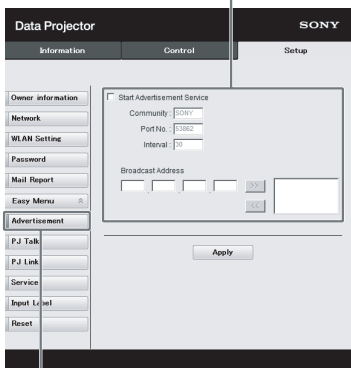 Data Projector
SONY
Information
Control
Setup
Owner information
Network
WLAN Setting
Password
Mail Report
Easy Menu
Advertisement
PJ Talk
PJ Link
Service
Input Label
Reset
Start Advertisement Service
Community : SONY
Port No. : 53862
Interval : 30
Broadcast Address
. . .
>>
<<
Apply